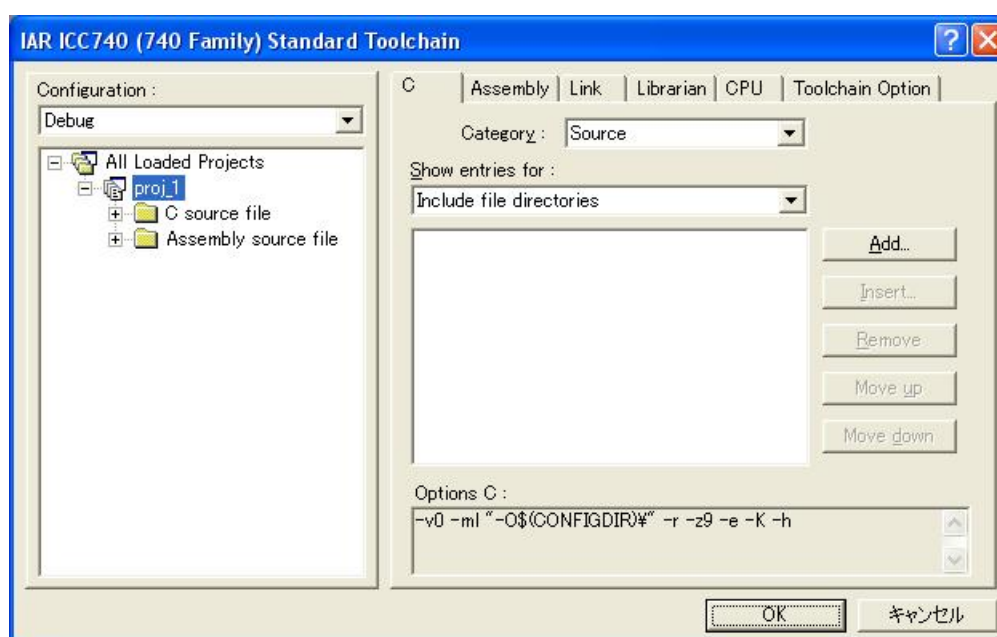 IAR ICC740 (740 Family) Standard Toolchain
Configuration :
Debug
All Loaded Projects
proj_1
C source file
Assembly source file
C Assembly Link Librarian CPU Toolchain Option
Category : Source
Show entries for :
Include file directories
Add...
Insert...
Remove
Move up
Move down
Options C :
-v0 -ml "-O$(CONFIGDIR)¥" -r -z9 -e -K -h
OK キャンセル